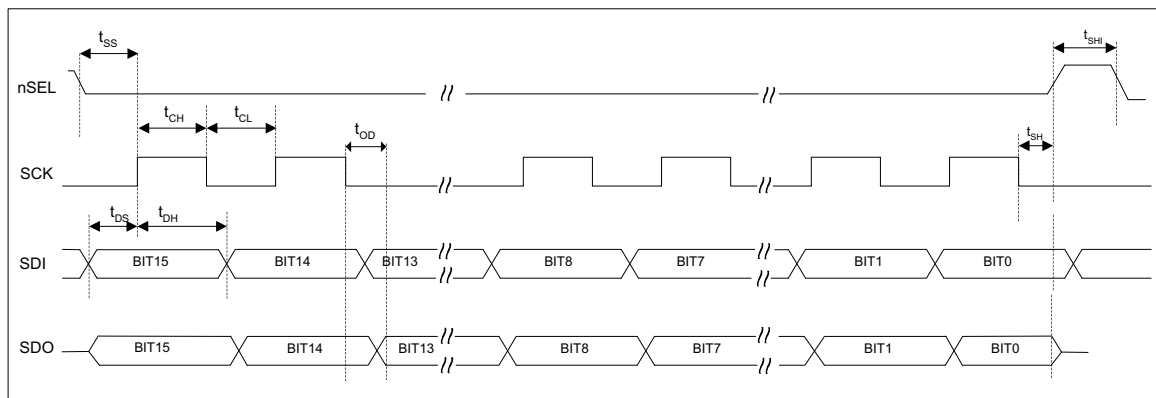 tSS
tSHI
nSEL
tCH
tCL
tOD
tSH
SCK
tDS
tDH
SDI
BIT15
BIT14
BIT13
BIT8
BIT7
BIT1
BIT0
SDO
BIT15
BIT14
BIT13
BIT8
BIT7
BIT1
BIT0